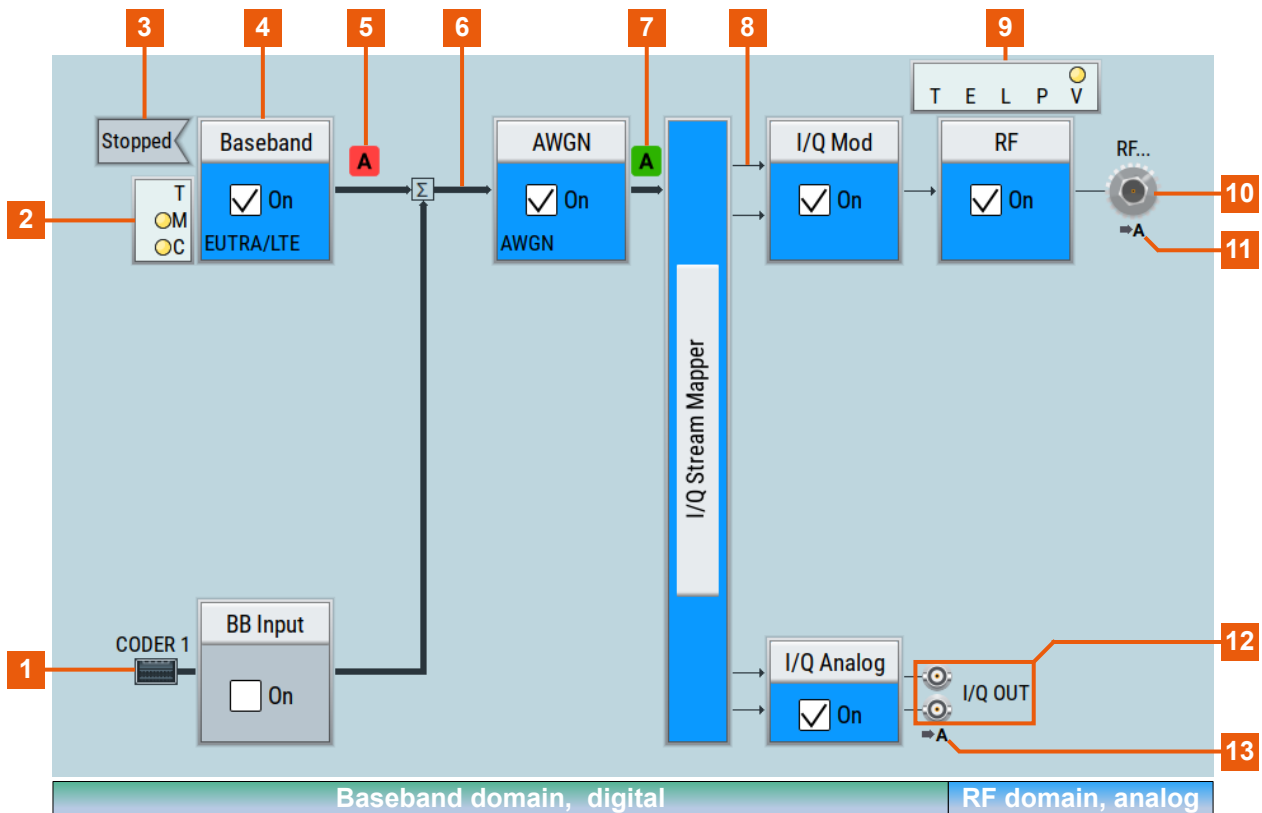 3 4 5 6 7 8 9
T E L P V
Stopped
Baseband
A
AWGN
A
I/Q Mod
RF
RF...
On
On
On
On
T
M
C
2
EUTRA/LTE
Σ
AWGN
10
➡A
11
I/Q Stream Mapper
CODER 1
1
BB Input
On
I/Q Analog
On
I/Q OUT
12
➡A
13
Baseband domain, digital
RF domain, analog